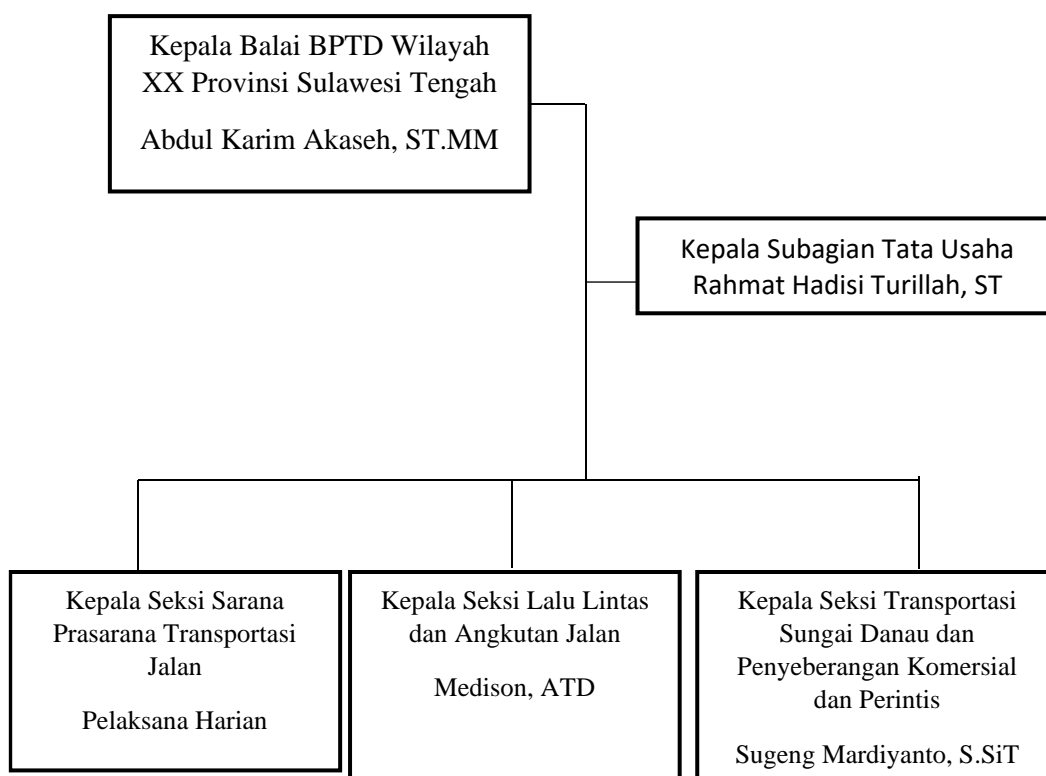 Kepala Balai BPTD Wilayah
XX Provinsi Sulawesi Tengah
Abdul Karim Akaseh, ST.MM
Kepala Subagian Tata Usaha
Rahmat Hadisi Turillah, ST
Kepala Seksi Sarana
Prasarana Transportasi
Jalan
Pelaksana Harian
Kepala Seksi Lalu Lintas
dan Angkutan Jalan
Medison, ATD
Kepala Seksi Transportasi
Sungai Danau dan
Penyeberangan Komersial
dan Perintis
Sugeng Mardiyanto, S.SiT